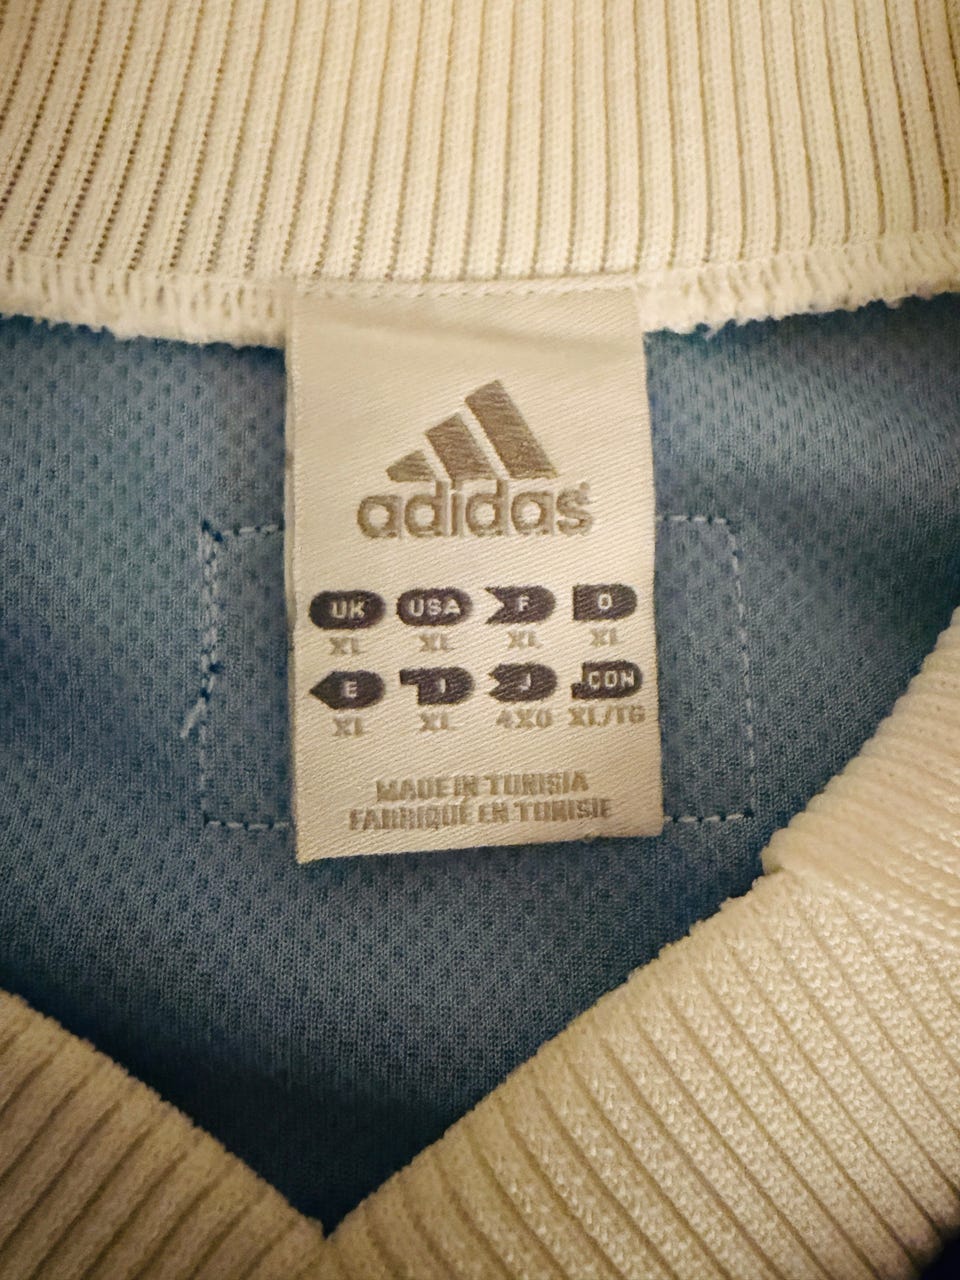 adidas
UK USA F D
XL XL XL XL
E I J .COM
XL XL 4XO XL/TG
MADE IN TUNISIA
FABRIQUÉ EN TUNISIE